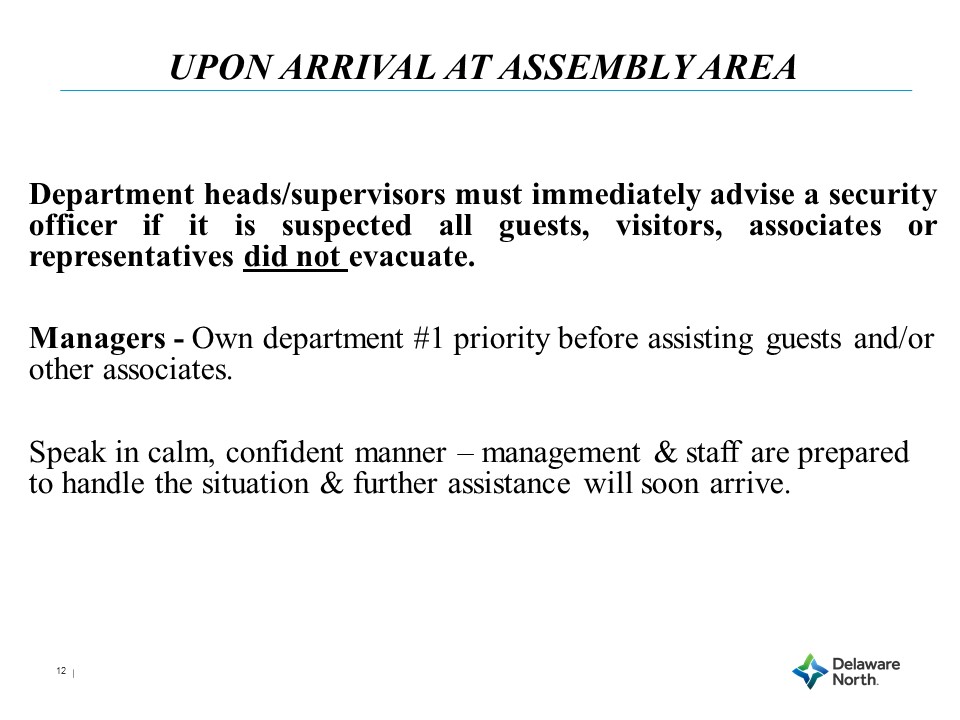 UPON ARRIVAL AT ASSEMBLY AREA
Department heads/supervisors must immediately advise a security
officer if it is suspected all guests, visitors, associates or
representatives did not evacuate.
Managers - Own department #1 priority before assisting guests and/or
other associates.
Speak in calm, confident manner – management & staff are prepared
to handle the situation & further assistance will soon arrive.
12 |
Delaware
North.